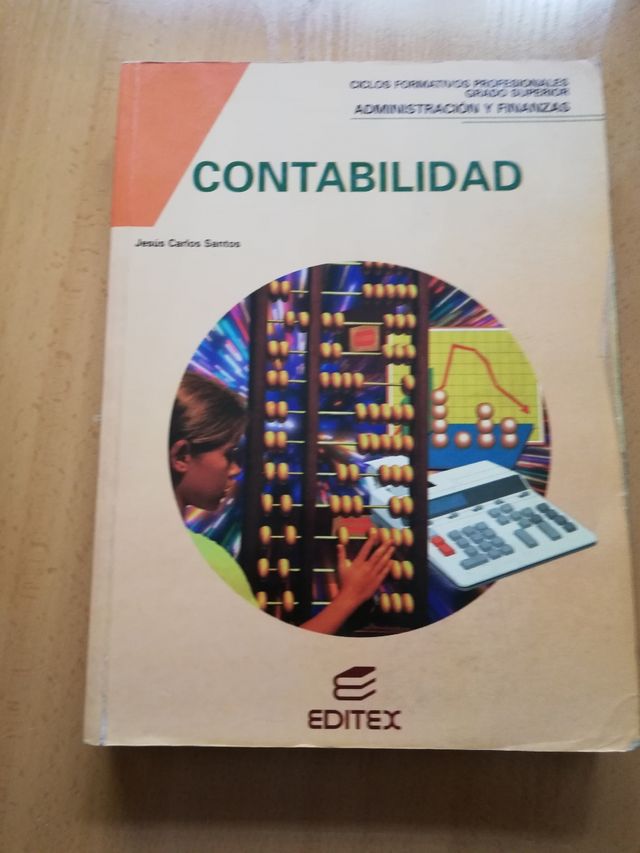 CICLOS FORMATIVOS PROFESIONALES
GRADO SUPERIOR
ADMINISTRACIÓN Y FINANZAS
CONTABILIDAD
Jesús Carlos Santos
EDITEX